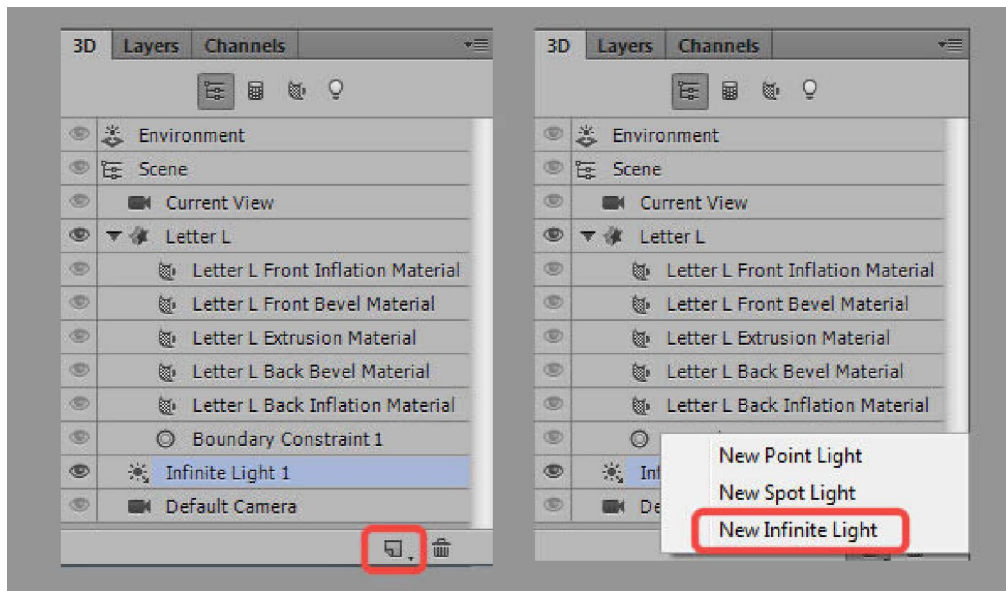 3D Layers Channels
Environment
Scene
Current View
Letter L
Letter L Front Inflation Material
Letter L Front Bevel Material
Letter L Extrusion Material
Letter L Back Bevel Material
Letter L Back Inflation Material
Boundary Constraint 1
Infinite Light 1
Default Camera
3D Layers Channels
Environment
Scene
Current View
Letter L
Letter L Front Inflation Material
Letter L Front Bevel Material
Letter L Extrusion Material
Letter L Back Bevel Material
Letter L Back Inflation Material
New Point Light
New Spot Light
New Infinite Light